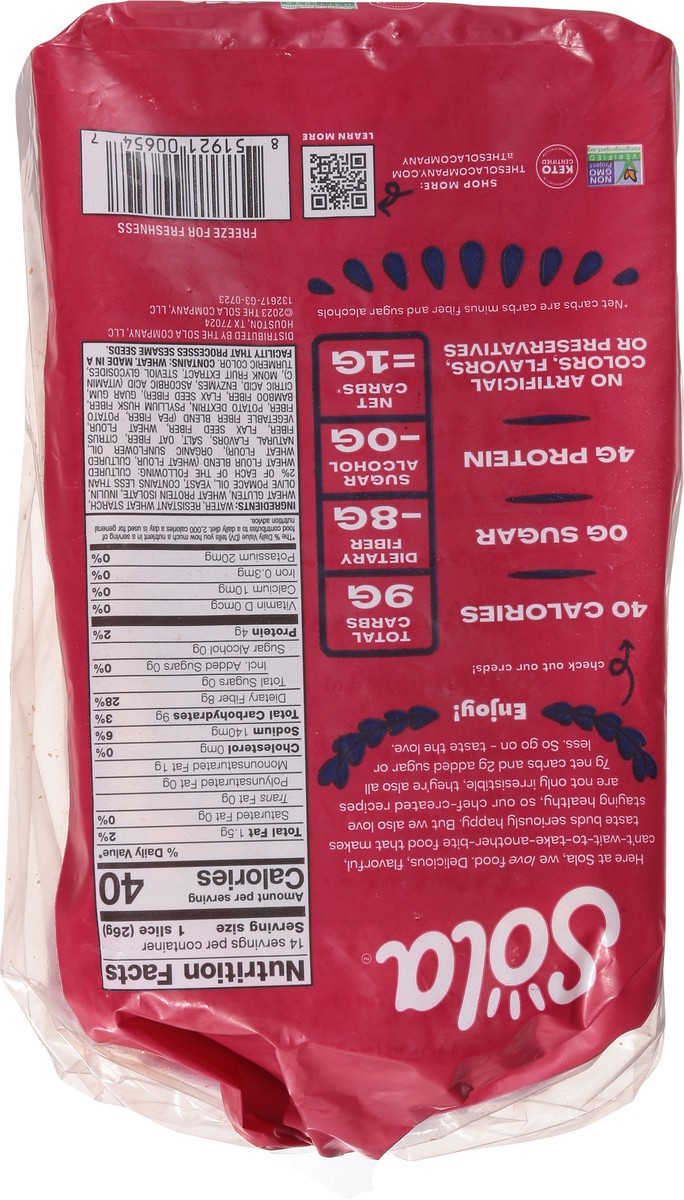 Sola™
Here at Sola, we love food. Delicious, flavorful,
can't-wait-to-take-another-bite food that makes
taste buds seriously happy. But we also love
staying healthy, so our chef-created recipes
are not only irresistible, they're also all
7g net carbs and 2g added sugar or
less. So go on - taste the love.
Enjoy!
check out our creds!
40 CALORIES
0G SUGAR
4G PROTEIN
NO ARTIFICIAL
COLORS, FLAVORS,
OR PRESERVATIVES
TOTAL
CARBS
9G
DIETARY
FIBER
-8G
SUGAR
ALCOHOL
-0G
NET
CARBS*
=1G
*Net carbs are carbs minus fiber and sugar alcohols
NON
GMO
Project
VERIFIED
nongmoproject.org
KETO
CERTIFIED
SHOP MORE:
THESOLACOMPANY.COM
@THESOLACOMPANY
LEARN MORE
Nutrition Facts
14 servings per container
Serving size 1 slice (26g)
Amount per serving
Calories 40
% Daily Value*
Total Fat 1.5g 2%
Saturated Fat 0g 0%
Trans Fat 0g
Polyunsaturated Fat 0g
Monounsaturated Fat 1g
Cholesterol 0mg 0%
Sodium 140mg 6%
Total Carbohydrates 9g 3%
Dietary Fiber 8g 28%
Total Sugars 0g
Incl. Added Sugars 0g 0%
Sugar Alcohol 0g
Protein 4g 2%
Vitamin D 0mcg 0%
Calcium 10mg 0%
Iron 0.3mg 0%
Potassium 20mg 0%
*The % Daily Value (DV) tells you how much a nutrient in a serving of
food contributes to a daily diet. 2,000 calories a day is used for general
nutrition advice.
INGREDIENTS: WATER, RESISTANT WHEAT STARCH,
WHEAT GLUTEN, WHEAT PROTEIN ISOLATE, INULIN,
OLIVE POMACE OIL, YEAST, CONTAINS LESS THAN
2% OF EACH OF THE FOLLOWING: CULTURED
WHEAT FLOUR BLEND (WHEAT FLOUR, CULTURED
WHEAT FLOUR), ORGANIC SUNFLOWER OIL,
NATURAL FLAVORS, SALT, OAT FIBER, CITRUS
FIBER, FLAX SEED FIBER, WHEAT FLOUR,
VEGETABLE FIBER BLEND (PEA FIBER, POTATO
FIBER, POTATO DEXTRIN, PSYLLIUM HUSK FIBER,
BAMBOO FIBER, FLAX SEED FIBER), GUAR GUM,
CITRIC ACID, ENZYMES, ASCORBIC ACID (VITAMIN
C), MONK FRUIT EXTRACT, STEVIOL GLYCOSIDES,
TURMERIC COLOR. CONTAINS: WHEAT. MADE IN A
FACILITY THAT PROCESSES SESAME SEEDS.
DISTRIBUTED BY THE SOLA COMPANY, LLC
HOUSTON, TX 77024
©2023 THE SOLA COMPANY, LLC
132617-G3-0723
FREEZE FOR FRESHNESS
8 51921 00654 7